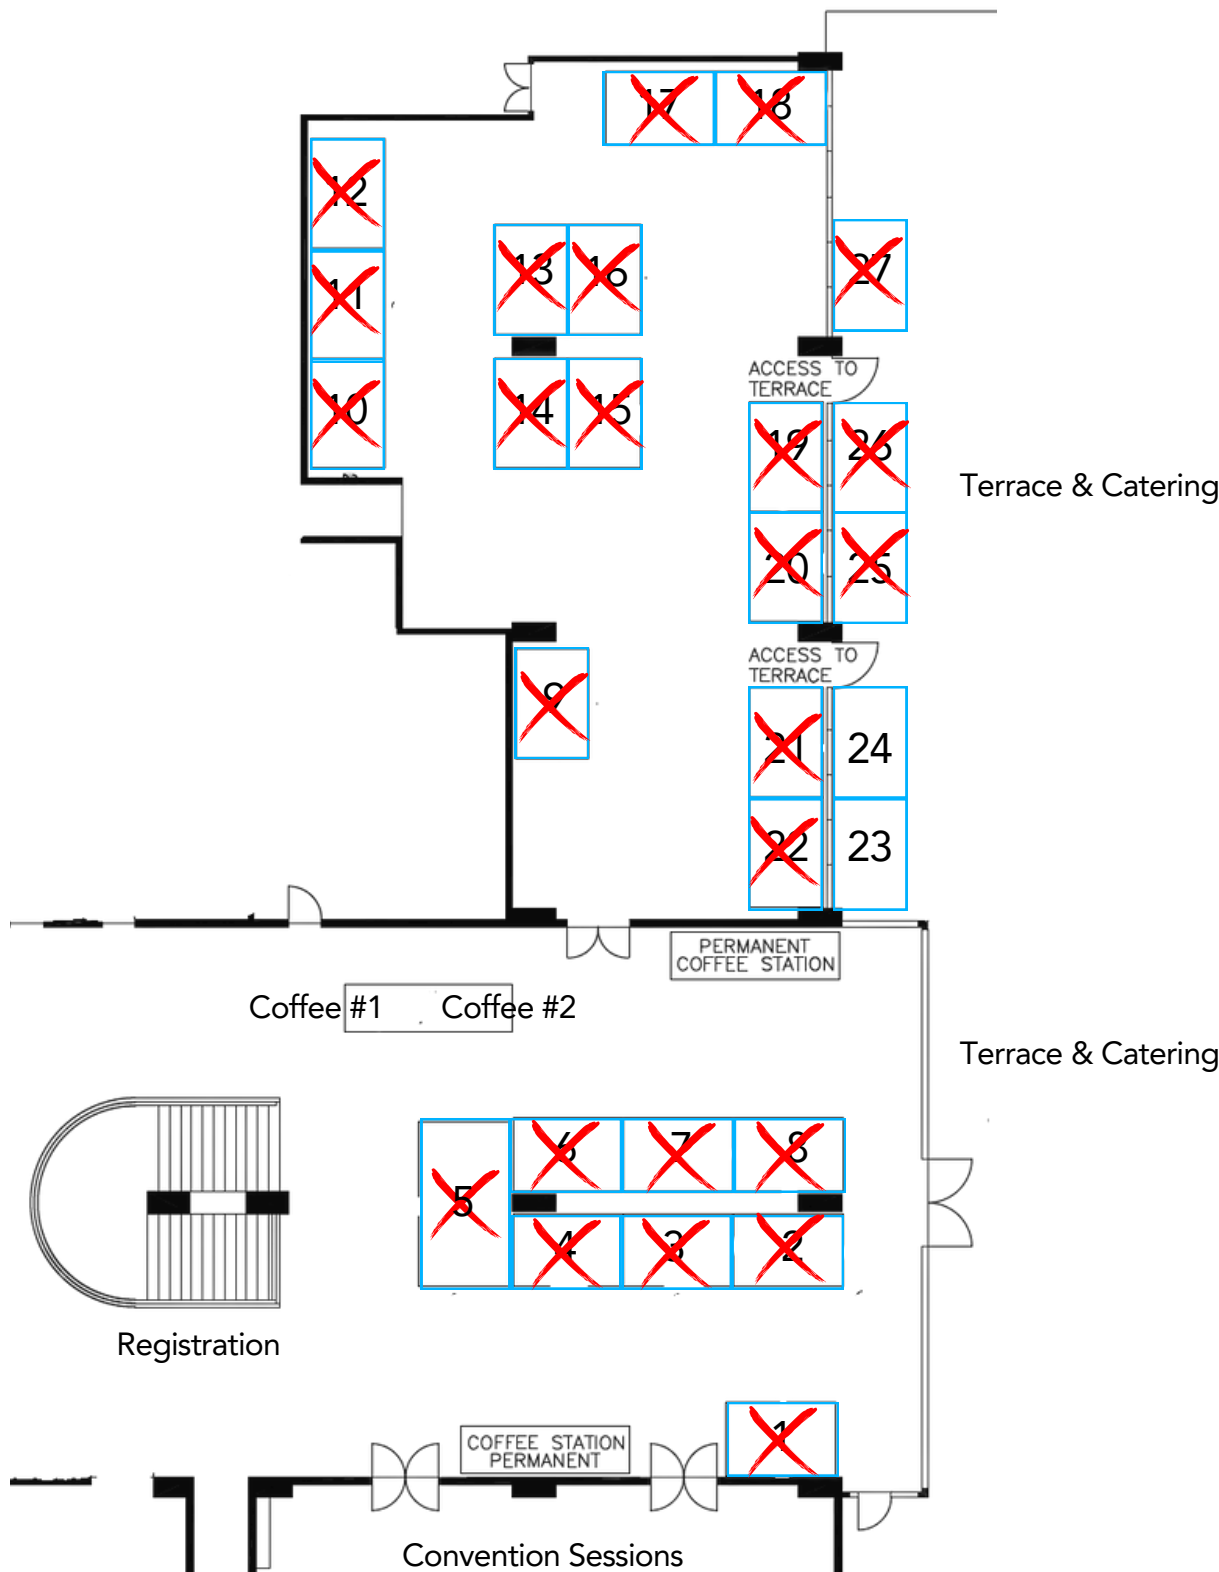 17 18
12
13 16
27
11
ACCESS TO
TERRACE
10
14 15
19 26
Terrace & Catering
20 25
ACCESS TO
TERRACE
9
21 24
22 23
PERMANENT
COFFEE STATION
Coffee #1 Coffee #2
Terrace & Catering
6 7 8
5
4 3 2
Registration
1
COFFEE STATION
PERMANENT
Convention Sessions